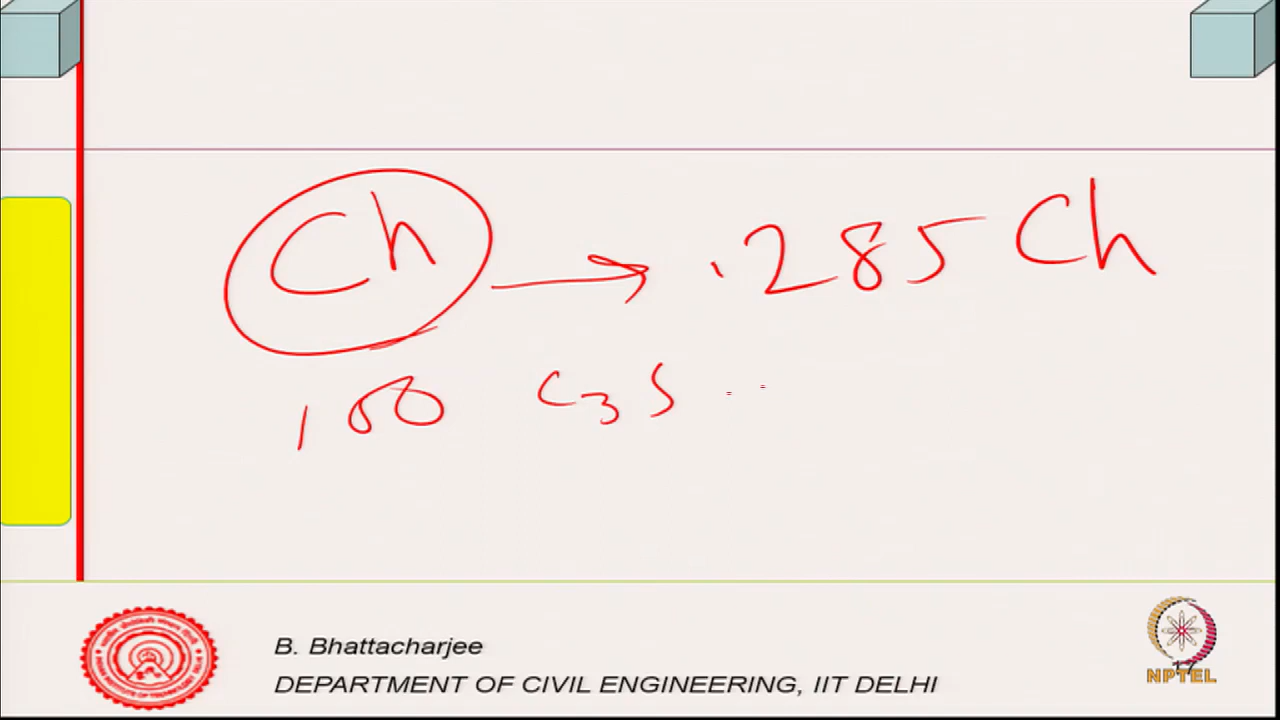 Ch → .285 Ch
100 C3S
B. Bhattacharjee
DEPARTMENT OF CIVIL ENGINEERING, IIT DELHI
NPTEL